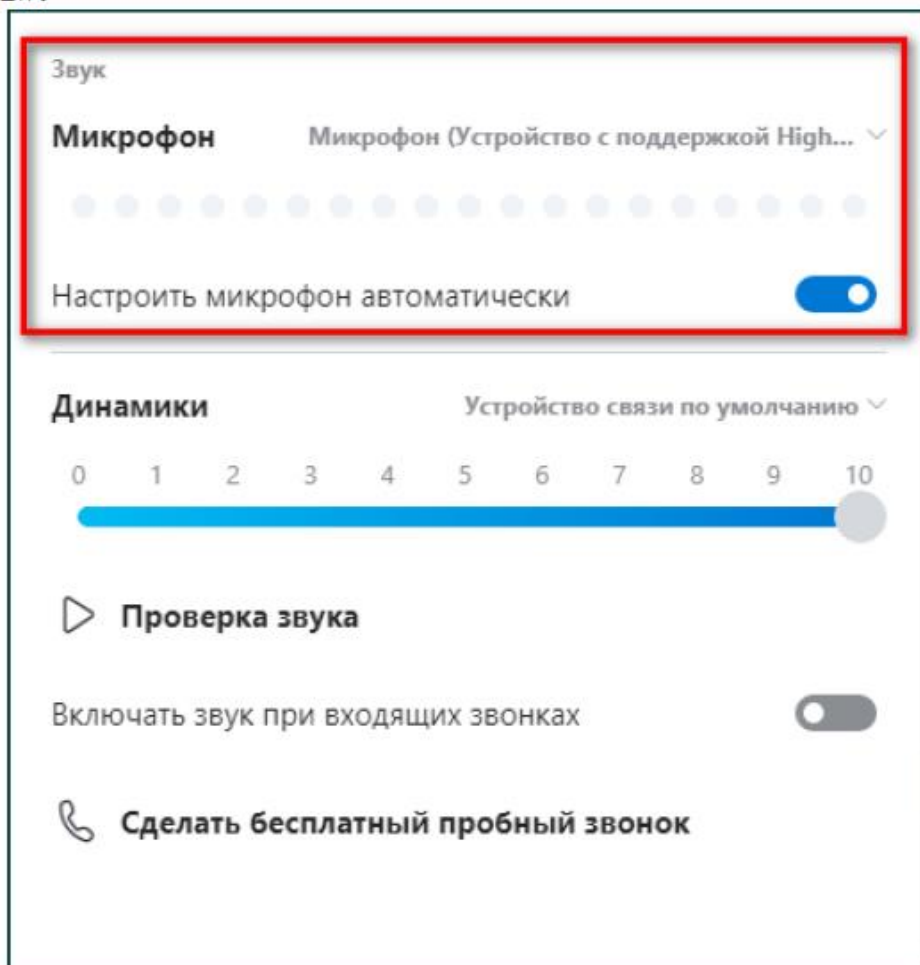 Звук
Микрофон Микрофон (Устройство с поддержкой High...
Настроить микрофон автоматически
Динамики Устройство связи по умолчанию
0 1 2 3 4 5 6 7 8 9 10
Проверка звука
Включать звук при входящих звонках
Сделать бесплатный пробный звонок